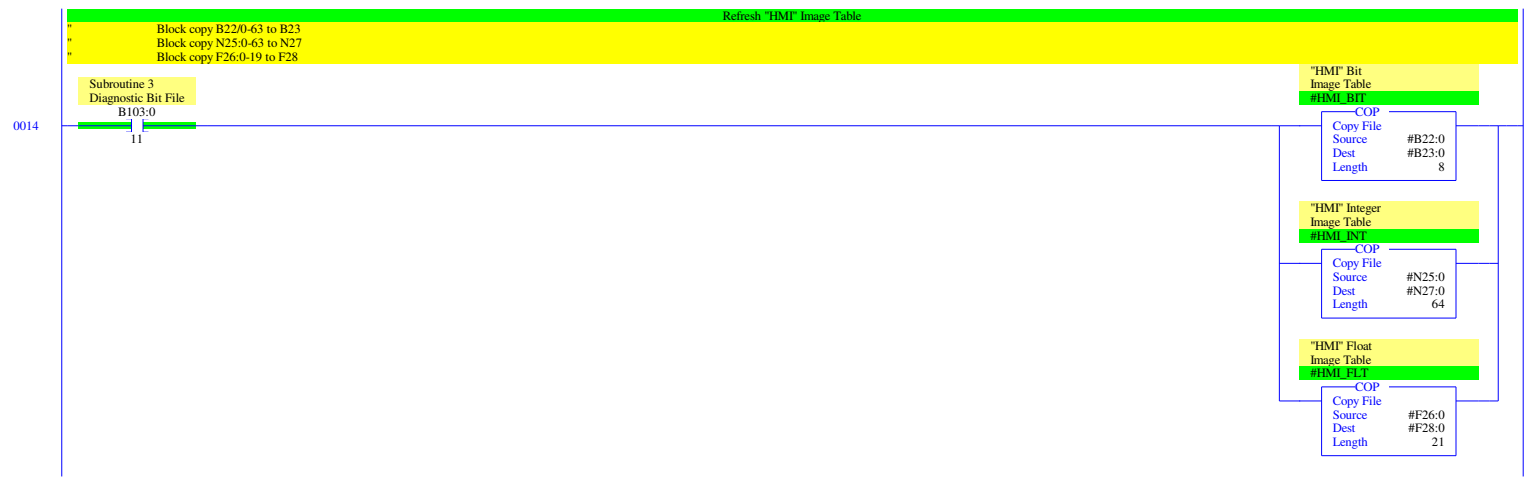 Refresh "HMI" Image Table
" Block copy B22/0-63 to B23
" Block copy N25:0-63 to N27
" Block copy F26:0-19 to F28
Subroutine 3
Diagnostic Bit File
B103:0
11
0014
"HMI" Bit
Image Table
#HMI_BIT
COP
Copy File
Source #B22:0
Dest #B23:0
Length 8
"HMI" Integer
Image Table
#HMI_INT
COP
Copy File
Source #N25:0
Dest #N27:0
Length 64
"HMI" Float
Image Table
#HMI_FLT
COP
Copy File
Source #F26:0
Dest #F28:0
Length 21